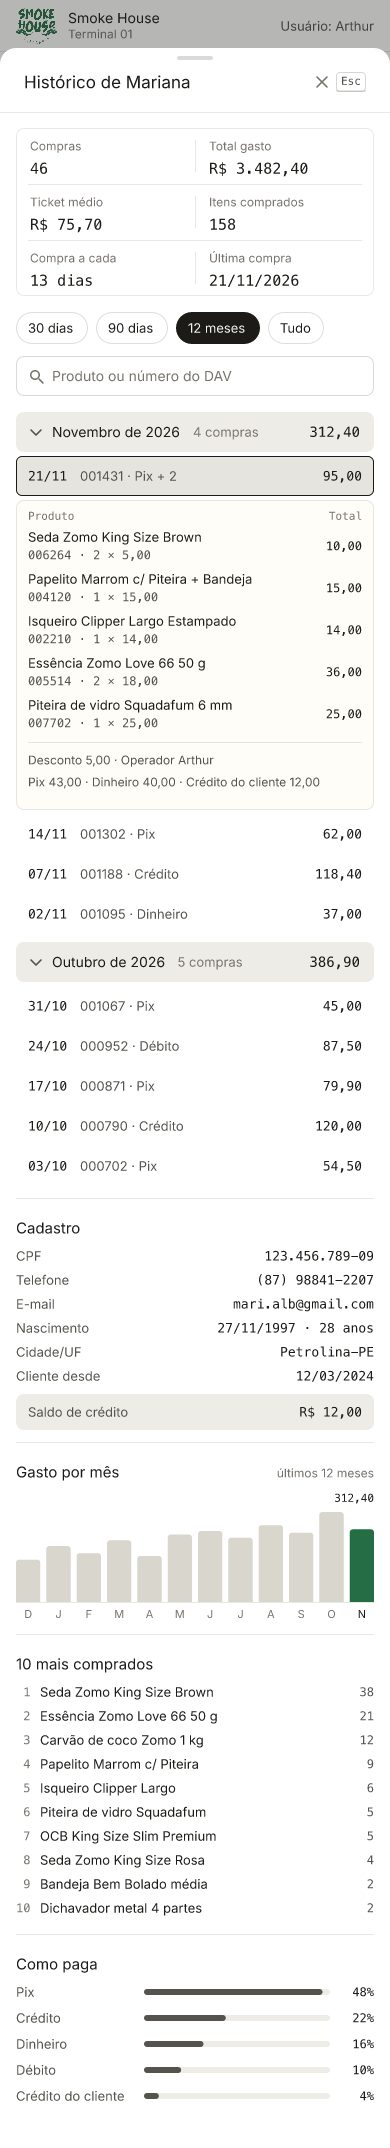 SMOKE
HOUSE
Smoke House
Terminal 01
Usuário: Arthur
Histórico de Mariana
Esc
Compras
46
Total gasto
R$ 3.482,40
Ticket médio
R$ 75,70
Itens comprados
158
Compra a cada
13 dias
Última compra
21/11/2026
30 dias
90 dias
12 meses
Tudo
Produto ou número do DAV
Novembro de 2026 4 compras 312,40
21/11 001431 · Pix + 2 95,00
Produto Total
Seda Zomo King Size Brown
006264 · 2 × 5,00
10,00
Papelito Marrom c/ Piteira + Bandeja
004120 · 1 × 15,00
15,00
Isqueiro Clipper Largo Estampado
002210 · 1 × 14,00
14,00
Essência Zomo Love 66 50 g
005514 · 2 × 18,00
36,00
Piteira de vidro Squadafum 6 mm
007702 · 1 × 25,00
25,00
Desconto 5,00 · Operador Arthur
Pix 43,00 · Dinheiro 40,00 · Crédito do cliente 12,00
14/11 001302 · Pix 62,00
07/11 001188 · Crédito 118,40
02/11 001095 · Dinheiro 37,00
Outubro de 2026 5 compras 386,90
31/10 001067 · Pix 45,00
24/10 000952 · Débito 87,50
17/10 000871 · Pix 79,90
10/10 000790 · Crédito 120,00
03/10 000702 · Pix 54,50
Cadastro
CPF 123.456.789-09
Telefone (87) 98841-2207
E-mail mari.alb@gmail.com
Nascimento 27/11/1997 · 28 anos
Cidade/UF Petrolina-PE
Cliente desde 12/03/2024
Saldo de crédito R$ 12,00
Gasto por mês últimos 12 meses
312,40
D J F M A M J J A S O N
10 mais comprados
1 Seda Zomo King Size Brown 38
2 Essência Zomo Love 66 50 g 21
3 Carvão de coco Zomo 1 kg 12
4 Papelito Marrom c/ Piteira 9
5 Isqueiro Clipper Largo 6
6 Piteira de vidro Squadafum 5
7 OCB King Size Slim Premium 5
8 Seda Zomo King Size Rosa 4
9 Bandeja Bem Bolado média 2
10 Dichavador metal 4 partes 2
Como paga
Pix 48%
Crédito 22%
Dinheiro 16%
Débito 10%
Crédito do cliente 4%